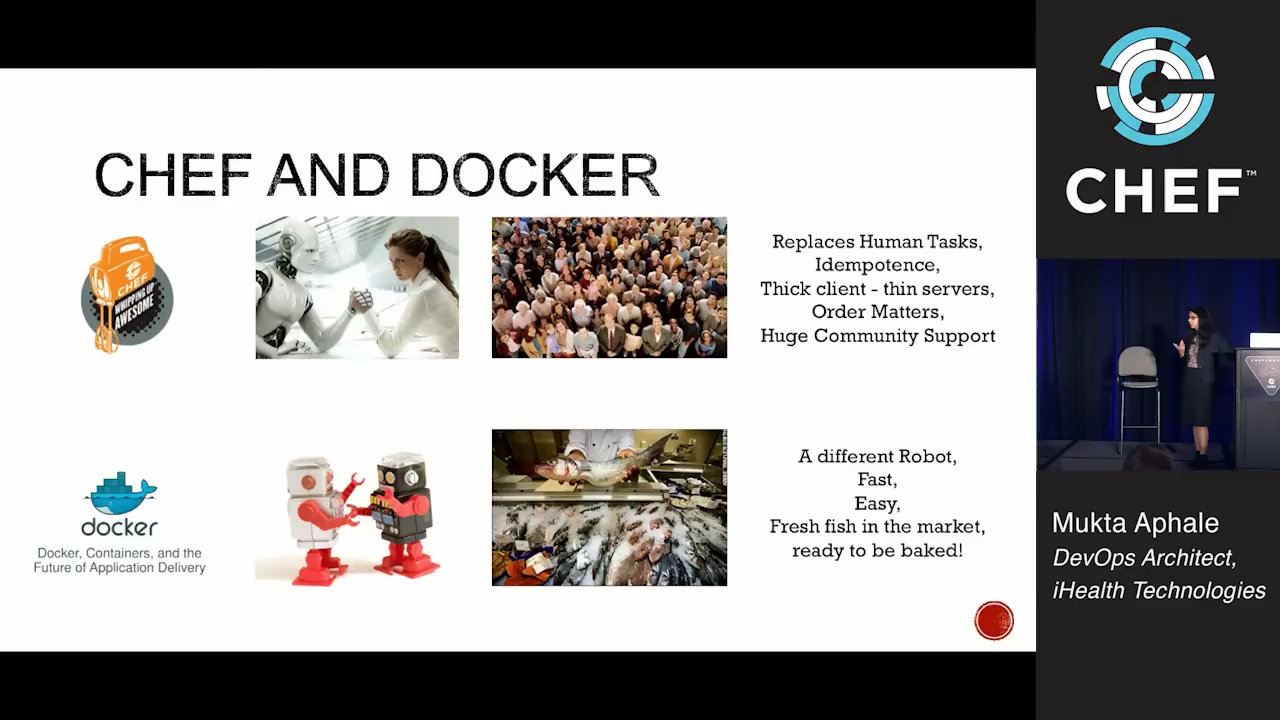 CHEF AND DOCKER
CHEF
WHIPPING UP
AWESOME
Replaces Human Tasks,
Idempotence,
Thick client - thin servers,
Order Matters,
Huge Community Support
docker
Docker, Containers, and the
Future of Application Delivery
A different Robot,
Fast,
Easy,
Fresh fish in the market,
ready to be baked!
CHEF™
CHEF
Mukta Aphale
DevOps Architect,
iHealth Technologies